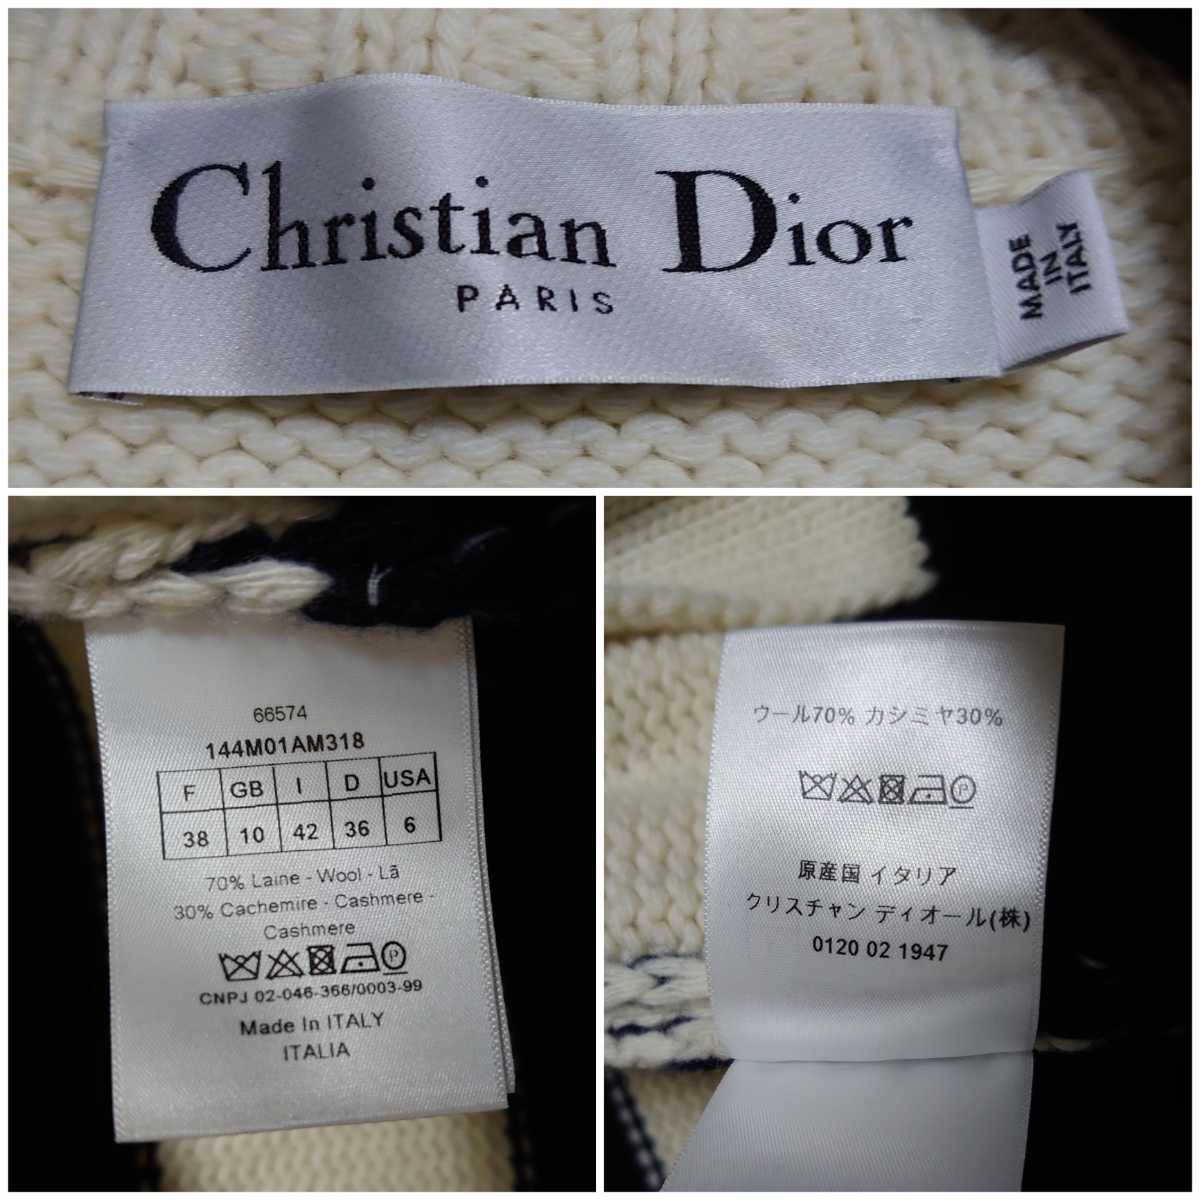 Christian Dior
PARIS
MADE
IN
ITALY
66574
144M01AM318
F GB I D USA
38 10 42 36 6
70% Laine - Wool - Lã
30% Cachemire - Cashmere -
Cashmere
P
CNPJ 02-046-366/0003-99
Made In ITALY
ITALIA
ウール70% カシミヤ30%
P
原産国 イタリア
クリスチャン ディオール(株)
0120 02 1947